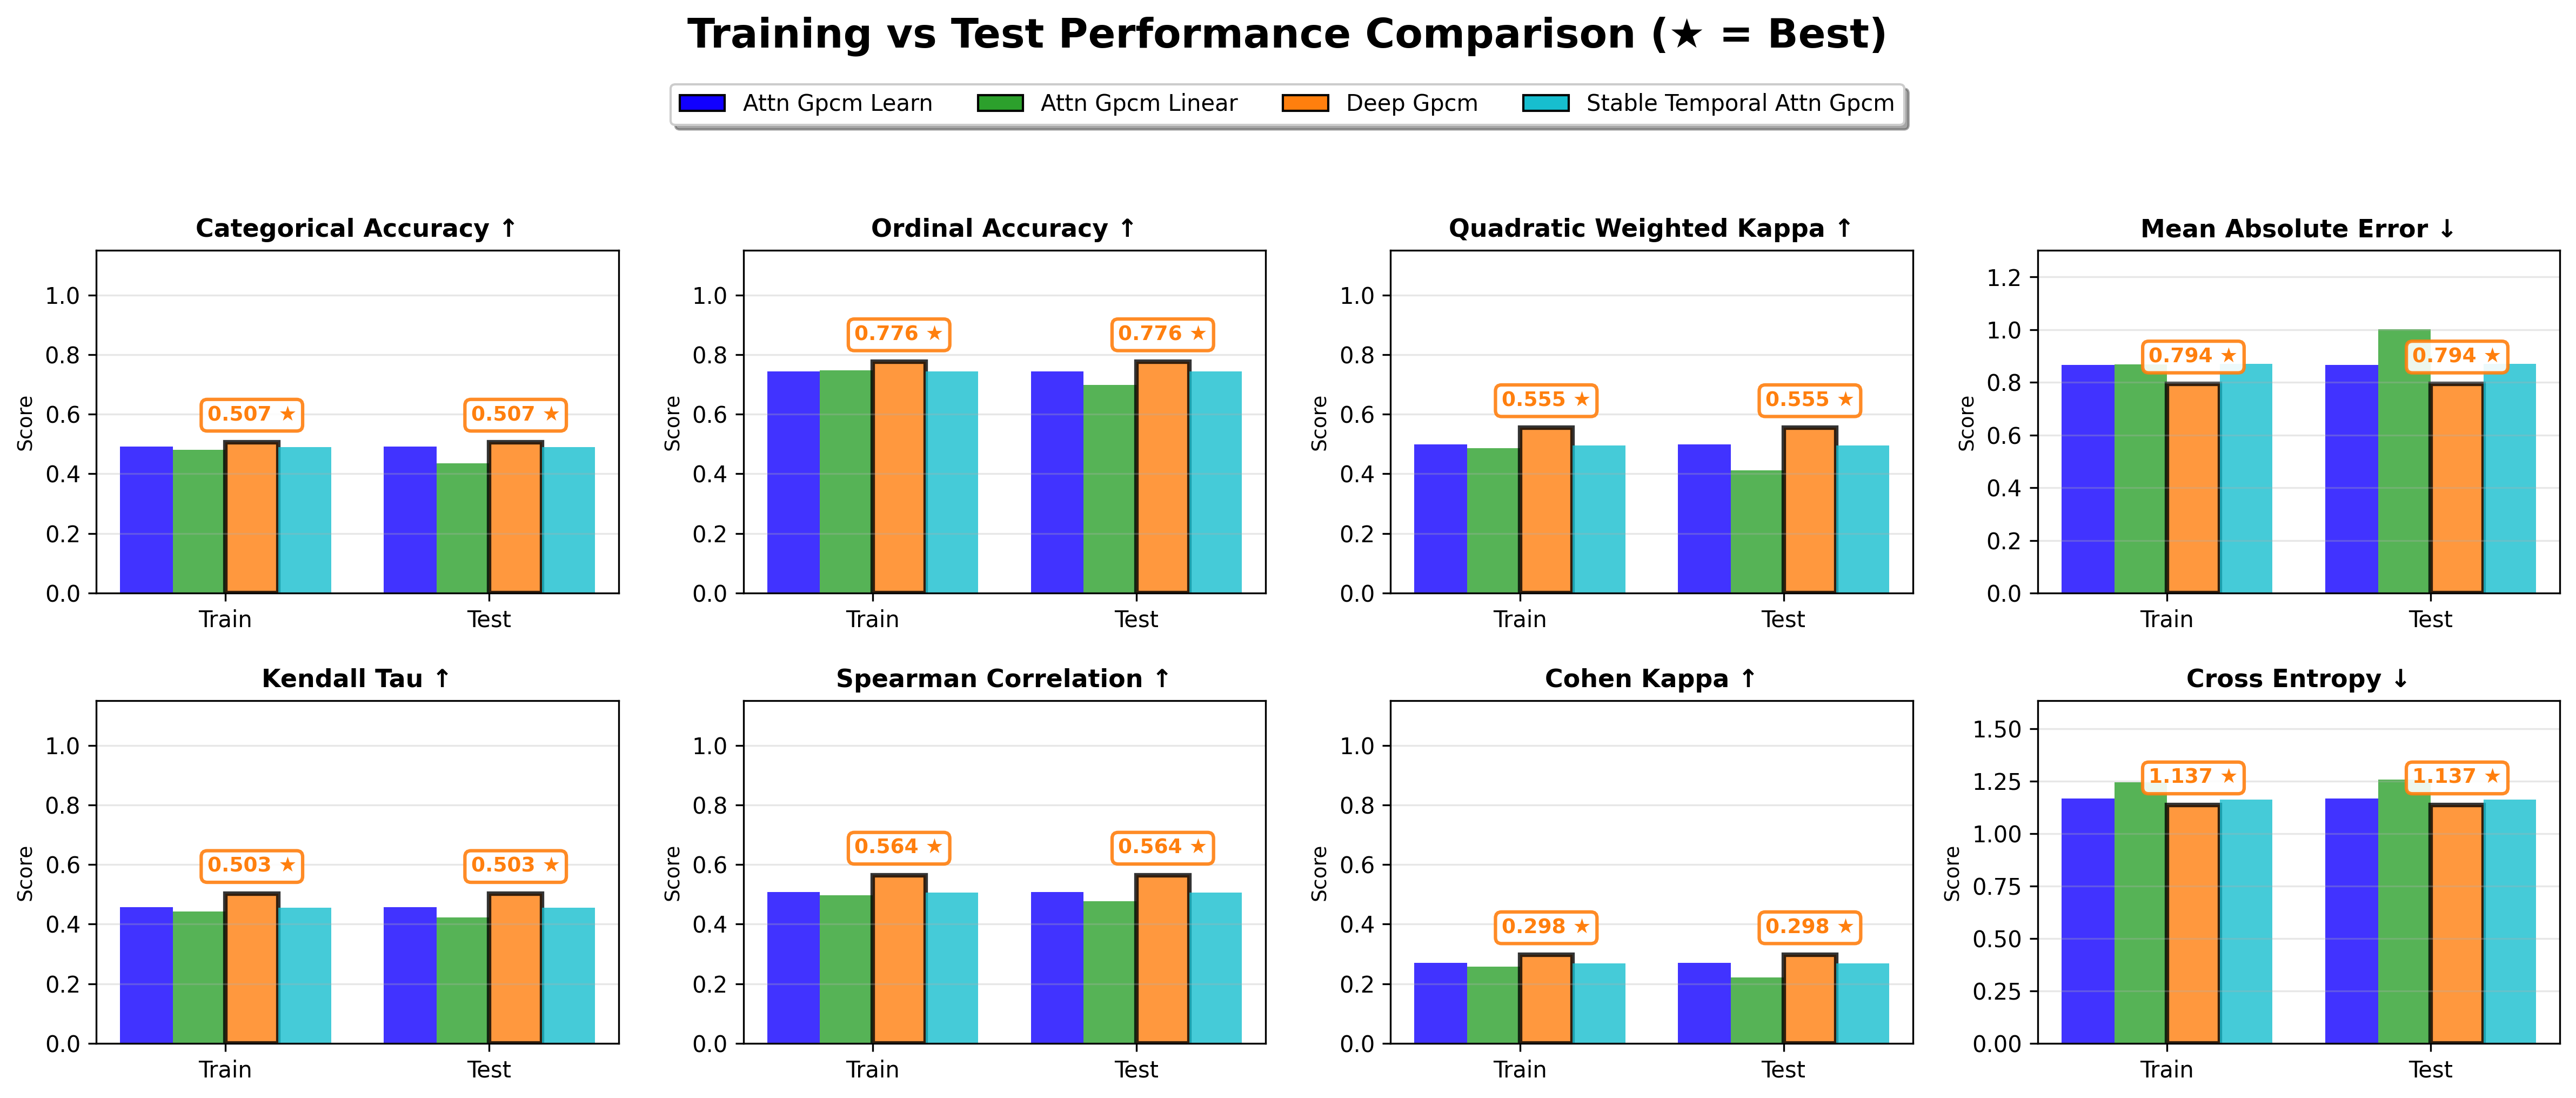 Training vs Test Performance Comparison (★ = Best)
Attn Gpcm Learn
Attn Gpcm Linear
Deep Gpcm
Stable Temporal Attn Gpcm
Categorical Accuracy ↑
Score
1.0
0.8
0.6
0.4
0.2
0.0
0.507 ★
0.507 ★
Train
Test
Ordinal Accuracy ↑
Score
1.0
0.8
0.6
0.4
0.2
0.0
0.776 ★
0.776 ★
Train
Test
Quadratic Weighted Kappa ↑
Score
1.0
0.8
0.6
0.4
0.2
0.0
0.555 ★
0.555 ★
Train
Test
Mean Absolute Error ↓
Score
1.2
1.0
0.8
0.6
0.4
0.2
0.0
0.794 ★
0.794 ★
Train
Test
Kendall Tau ↑
Score
1.0
0.8
0.6
0.4
0.2
0.0
0.503 ★
0.503 ★
Train
Test
Spearman Correlation ↑
Score
1.0
0.8
0.6
0.4
0.2
0.0
0.564 ★
0.564 ★
Train
Test
Cohen Kappa ↑
Score
1.0
0.8
0.6
0.4
0.2
0.0
0.298 ★
0.298 ★
Train
Test
Cross Entropy ↓
Score
1.50
1.25
1.00
0.75
0.50
0.25
0.00
1.137 ★
1.137 ★
Train
Test